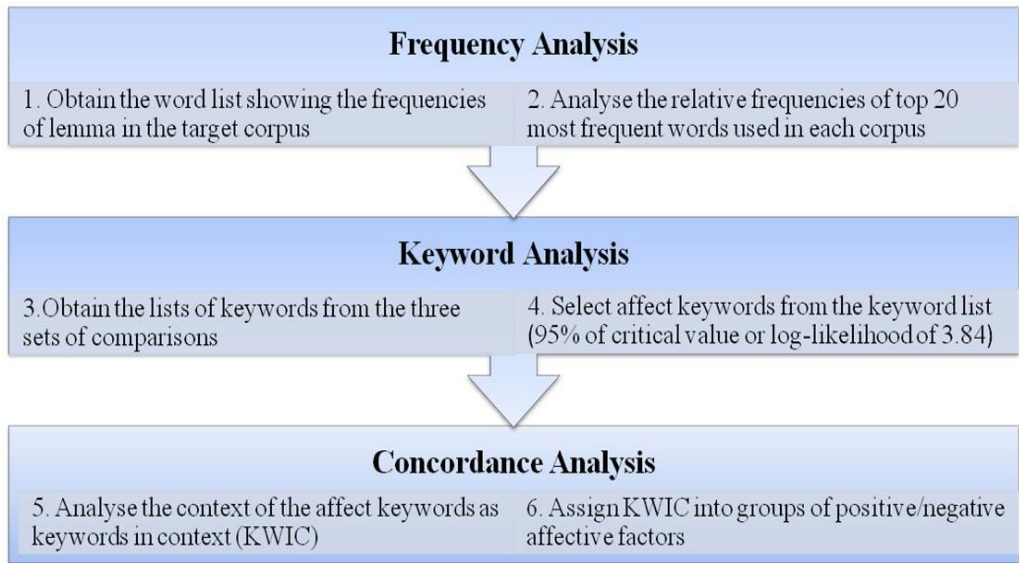 Frequency Analysis
1. Obtain the word list showing the frequencies
of lemma in the target corpus
2. Analyse the relative frequencies of top 20
most frequent words used in each corpus
Keyword Analysis
3.Obtain the lists of keywords from the three
sets of comparisons
4. Select affect keywords from the keyword list
(95% of critical value or log-likelihood of 3.84)
Concordance Analysis
5. Analyse the context of the affect keywords as
keywords in context (KWIC)
6. Assign KWIC into groups of positive/negative
affective factors